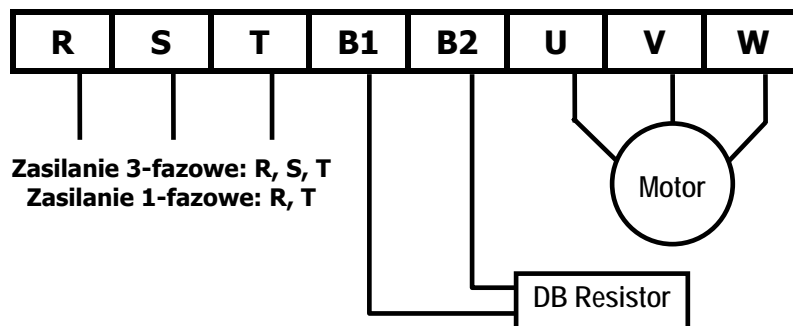 R S T B1 B2 U V W
Zasilanie 3-fazowe: R, S, T
Zasilanie 1-fazowe: R, T
Motor
DB Resistor